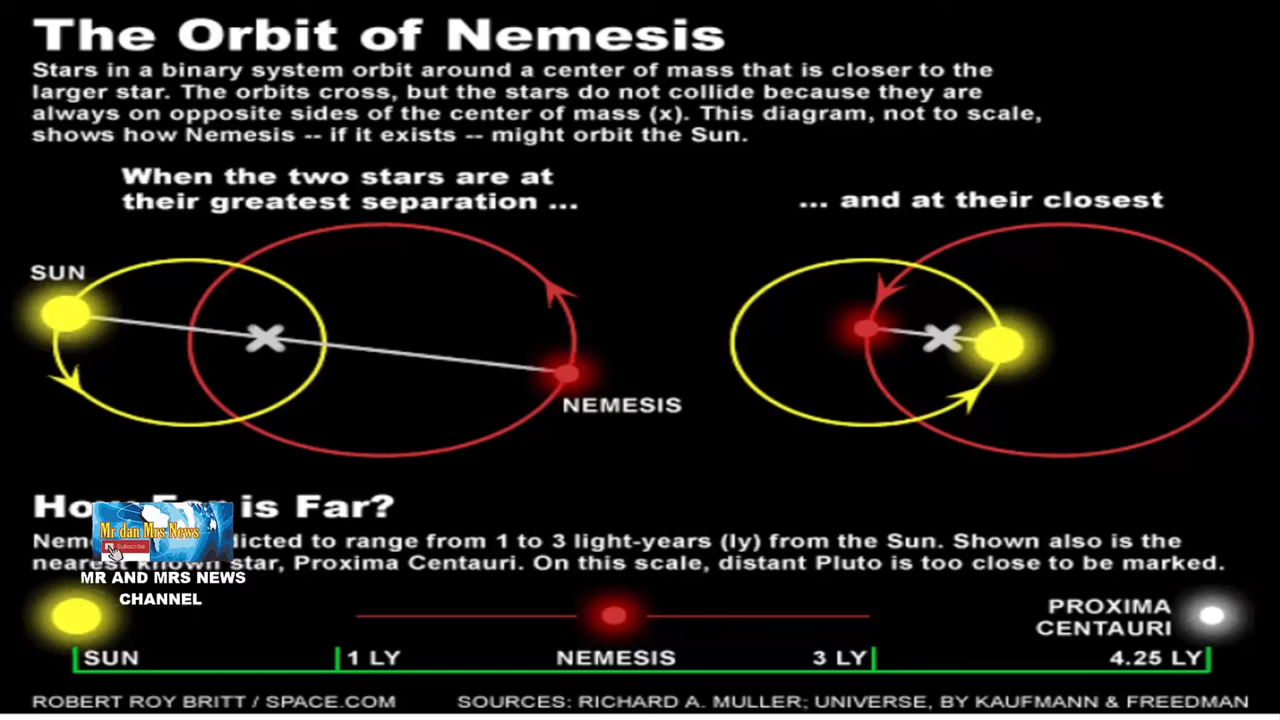 The Orbit of Nemesis
Stars in a binary system orbit around a center of mass that is closer to the
larger star. The orbits cross, but the stars do not collide because they are
always on opposite sides of the center of mass (x). This diagram, not to scale,
shows how Nemesis -- if it exists -- might orbit the Sun.
When the two stars are at
their greatest separation ...
... and at their closest
SUN
NEMESIS
is Far?
dicted to range from 1 to 3 light-years (ly) from the Sun. Shown also is the
nearest known star, Proxima Centauri. On this scale, distant Pluto is too close to be marked.
Mr dan Mrs News
Subscribe
MR AND MRS NEWS
CHANNEL
PROXIMA
CENTAURI
SUN 1 LY NEMESIS 3 LY 4.25 LY
ROBERT ROY BRITT / SPACE.COM SOURCES: RICHARD A. MULLER; UNIVERSE, BY KAUFMANN & FREEDMAN